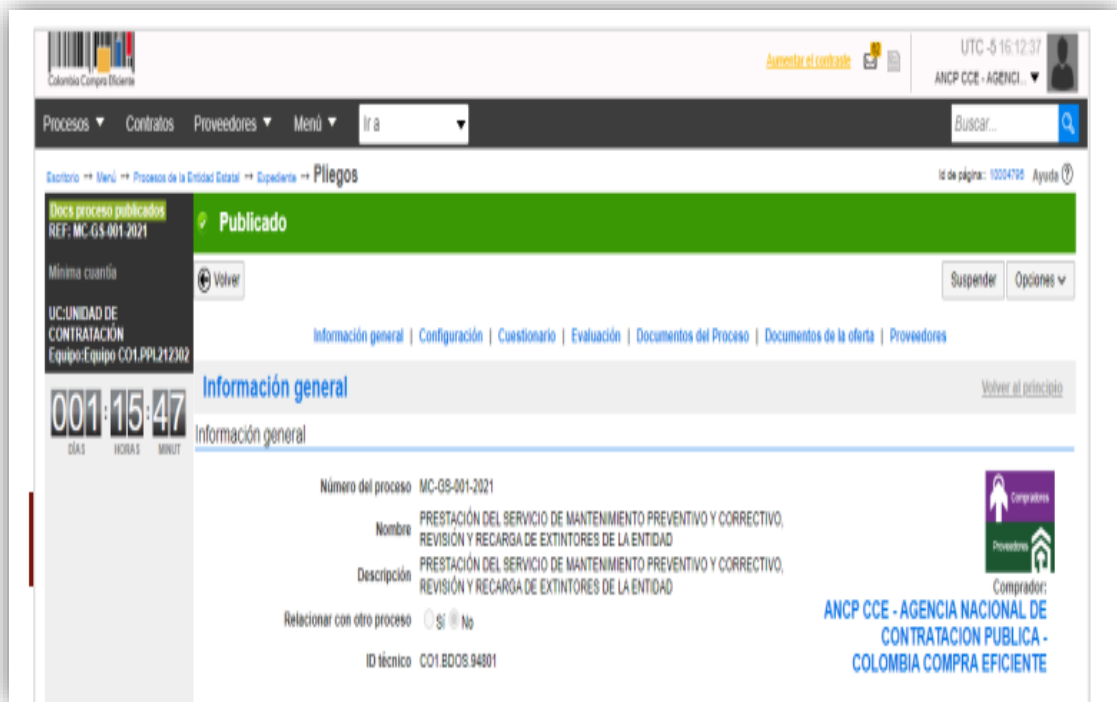 Colombia Compra Eficiente
Aumentar el contraste
UTC -5 16:12:37
ANCP CCE - AGENCI... ▼
Procesos ▼ Contratos Proveedores ▼ Menú ▼ Ir a ▼ Buscar...
Escritorio → Menú → Procesos de la Entidad Estatal → Expediente → Pliegos
Id de página:: 10004796 Ayuda ?
Docs proceso publicados
REF: MC-GS-001-2021
Mínima cuantía
UC:UNIDAD DE
CONTRATACIÓN
Equipo:Equipo CO1.PPI.212302
001:15:47
DÍAS HORAS MINUT
Publicado
Volver
Suspender Opciones
Información general | Configuración | Cuestionario | Evaluación | Documentos del Proceso | Documentos de la oferta | Proveedores
Información general
Volver al principio
Información general
Número del proceso MC-GS-001-2021
Nombre PRESTACIÓN DEL SERVICIO DE MANTENIMIENTO PREVENTIVO Y CORRECTIVO,
REVISIÓN Y RECARGA DE EXTINTORES DE LA ENTIDAD
Descripción PRESTACIÓN DEL SERVICIO DE MANTENIMIENTO PREVENTIVO Y CORRECTIVO,
REVISIÓN Y RECARGA DE EXTINTORES DE LA ENTIDAD
Relacionar con otro proceso Sí No
ID técnico CO1.BDOS.94801
Compradores
Proveedores
Comprador:
ANCP CCE - AGENCIA NACIONAL DE
CONTRATACION PUBLICA -
COLOMBIA COMPRA EFICIENTE